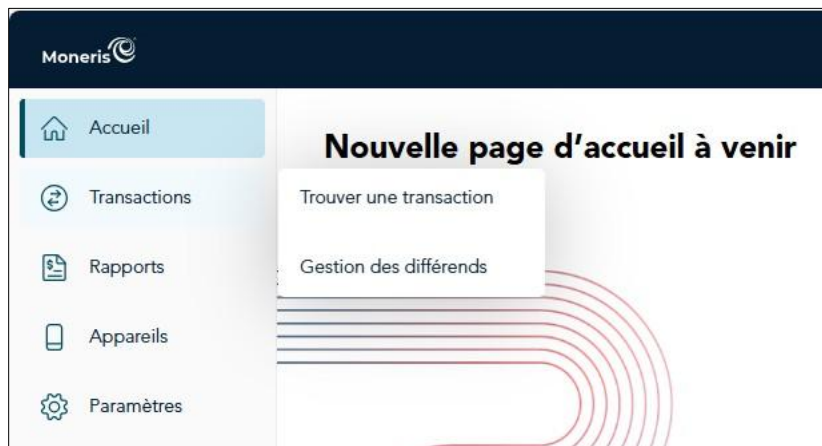 Moneris
Accueil
Nouvelle page d'accueil à venir
Transactions
Trouver une transaction
Rapports
Gestion des différends
Appareils
Paramètres